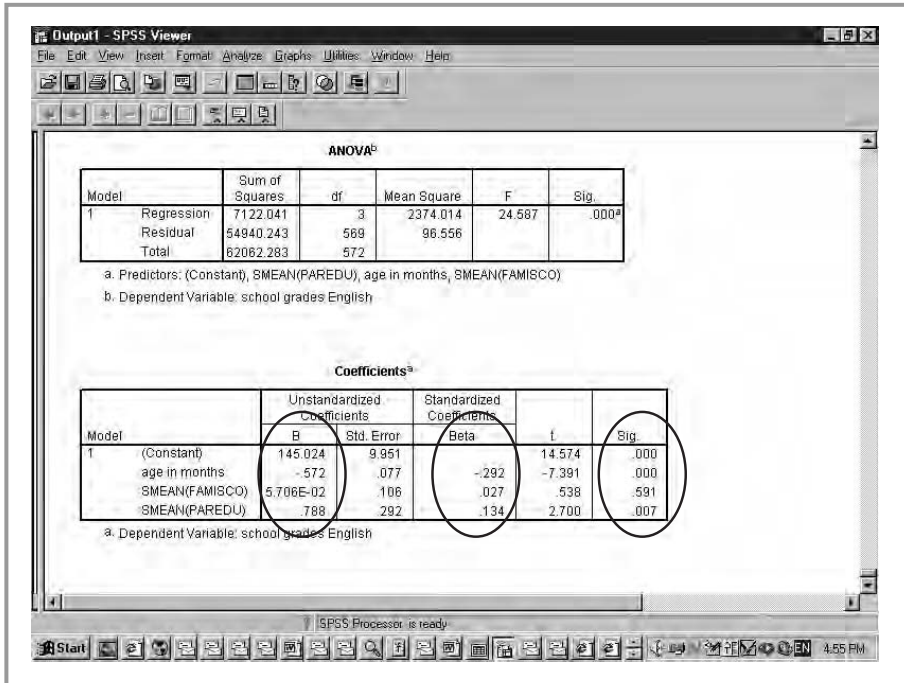 Output1 - SPSS Viewer
File Edit View Insert Format Analyze Graphs Utilities Window Help
ANOVAb
Model Sum of Squares df Mean Square F Sig.
1 Regression 7122.041 3 2374.014 24.587 .000a
Residual 54940.243 569 96.556
Total 62062.283 572
a. Predictors: (Constant), SMEAN(PAREDU), age in months, SMEAN(FAMISCO)
b. Dependent Variable: school grades English
Coefficientsa
Unstandardized Coefficients Standardized Coefficients
Model B Std. Error Beta t Sig.
1 (Constant) 145.024 9.951 14.574 .000
age in months -.572 .077 -.292 -7.391 .000
SMEAN(FAMISCO) 5.706E-02 .106 .027 .538 .591
SMEAN(PAREDU) .788 .292 .134 2.700 .007
a. Dependent Variable: school grades English
SPSS Processor is ready
Start EN 4:55 PM